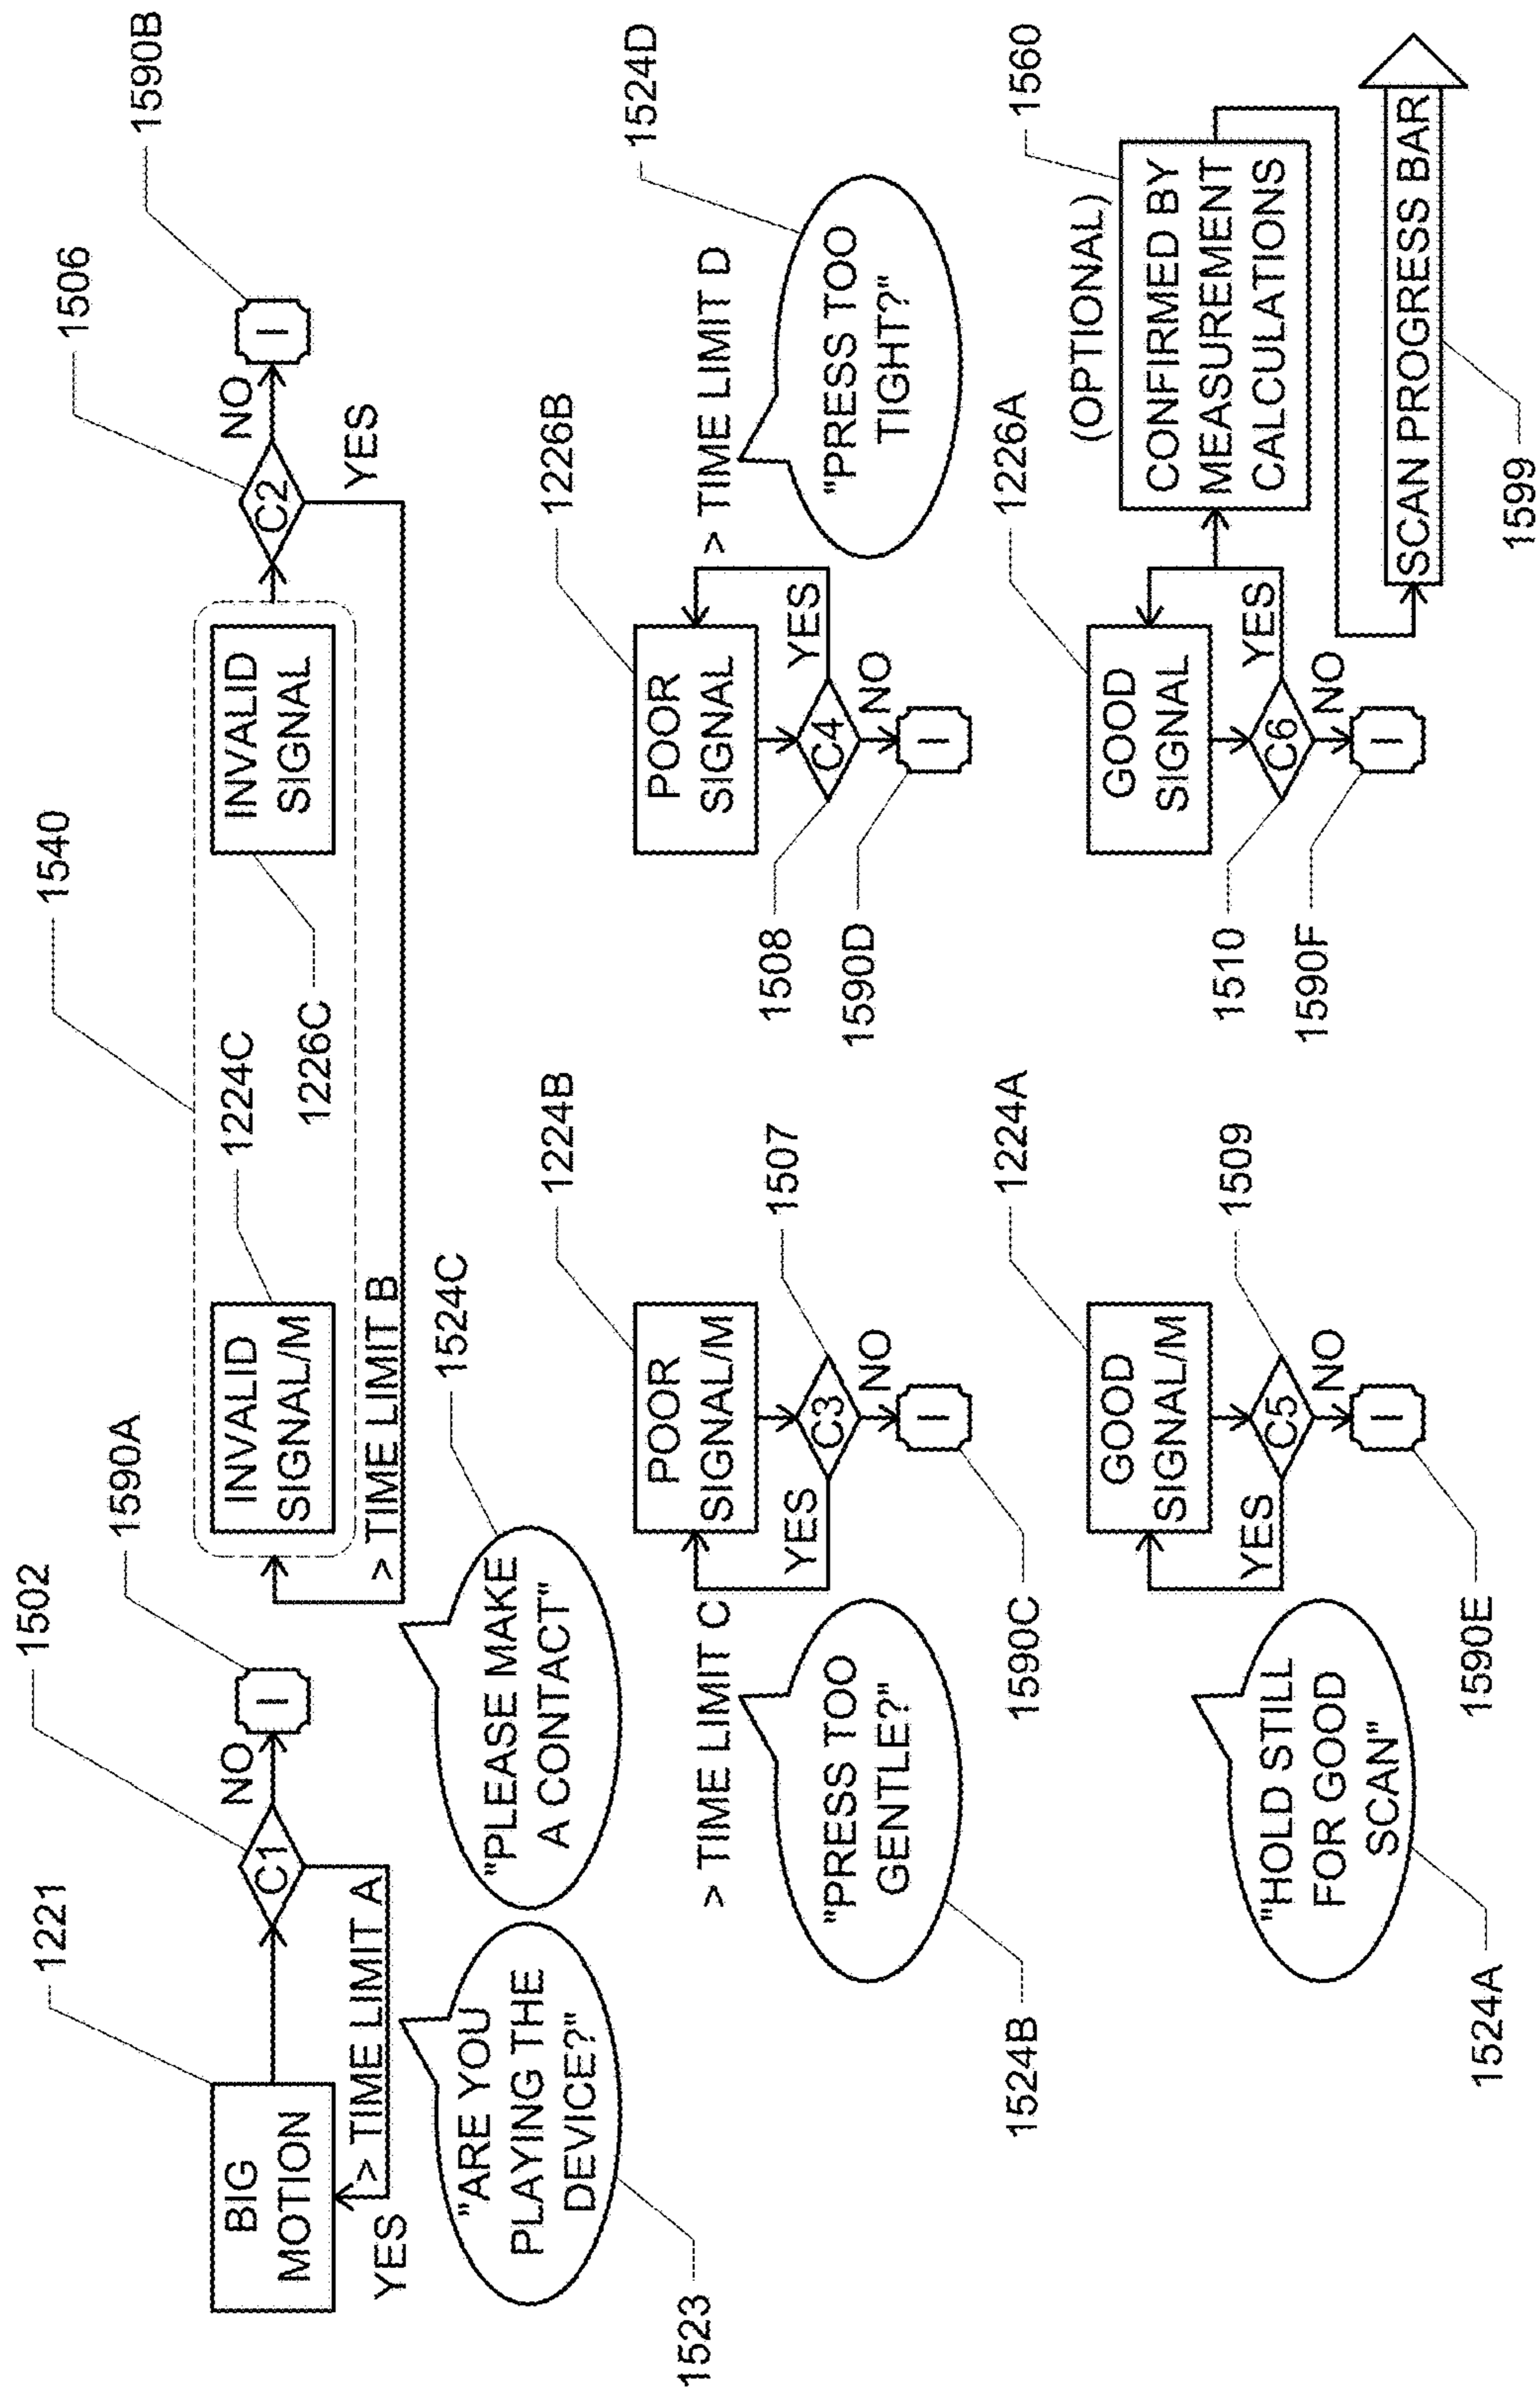 1221
1502
1590A
1540
1506
1590B
BIG
MOTION
C1
NO
I
> TIME LIMIT A
YES
"ARE YOU
PLAYING THE
DEVICE?"
1523
INVALID
SIGNAL/M
1224C
INVALID
SIGNAL
1226C
C2
NO
I
YES
> TIME LIMIT B
"PLEASE MAKE
A CONTACT"
1524C
> TIME LIMIT C
"PRESS TOO
GENTLE?"
1524B
POOR
SIGNAL/M
1224B
YES
C3
1507
NO
I
1590C
POOR
SIGNAL
1226B
> TIME LIMIT D
"PRESS TOO
TIGHT?"
1524D
YES
C4
1508
NO
I
1590D
"HOLD STILL
FOR GOOD
SCAN"
1524A
GOOD
SIGNAL/M
1224A
YES
C5
1509
NO
I
1590E
GOOD
SIGNAL
1226A
YES
C6
1510
NO
I
1590F
(OPTIONAL)
CONFIRMED BY
MEASUREMENT
CALCULATIONS
1560
SCAN PROGRESS BAR
1599